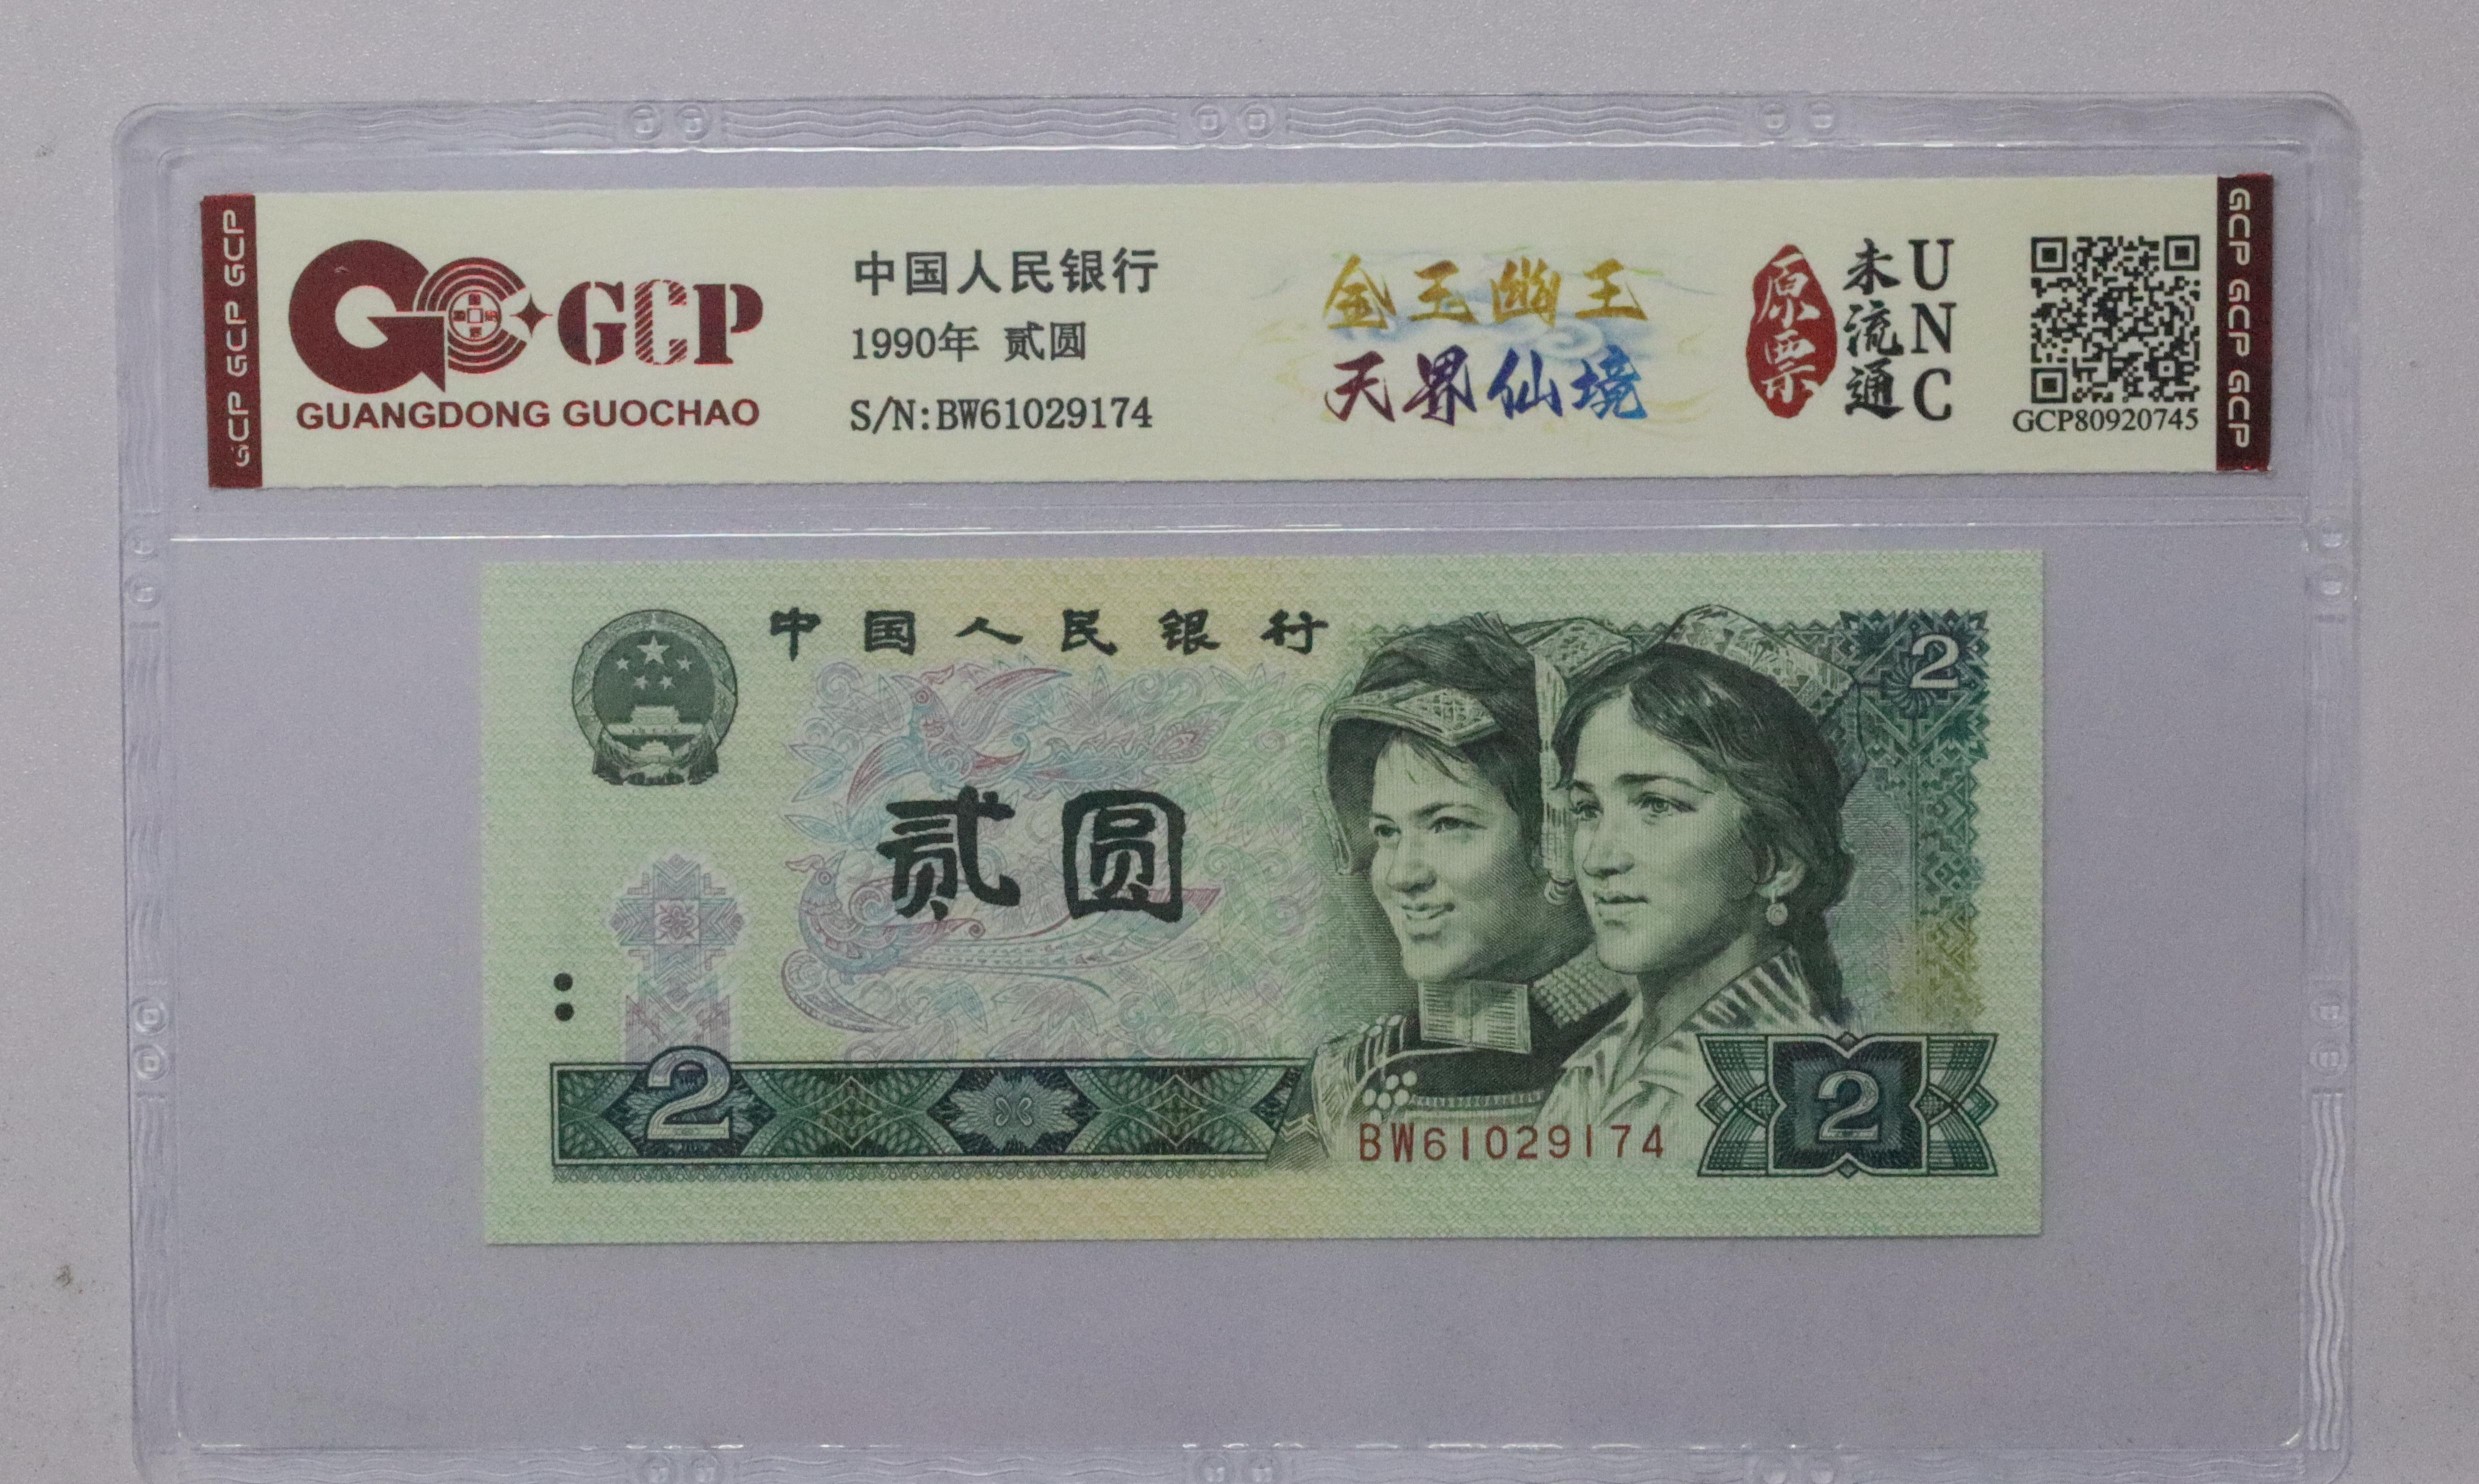 GCP GCP GCP
GCP
GUANGDONG GUOCHAO
中国人民银行
1990年 贰圆
S/N:BW61029174
金玉幽王
天界仙境
原票
未流通
UNC
GCP80920745
GCP GCP GCP
中国人民银行
2
贰圆
2
2
BW61029174